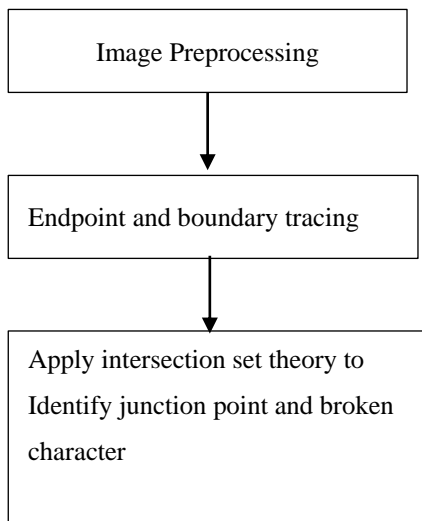 Image Preprocessing
Endpoint and boundary tracing
Apply intersection set theory to
Identify junction point and broken
character